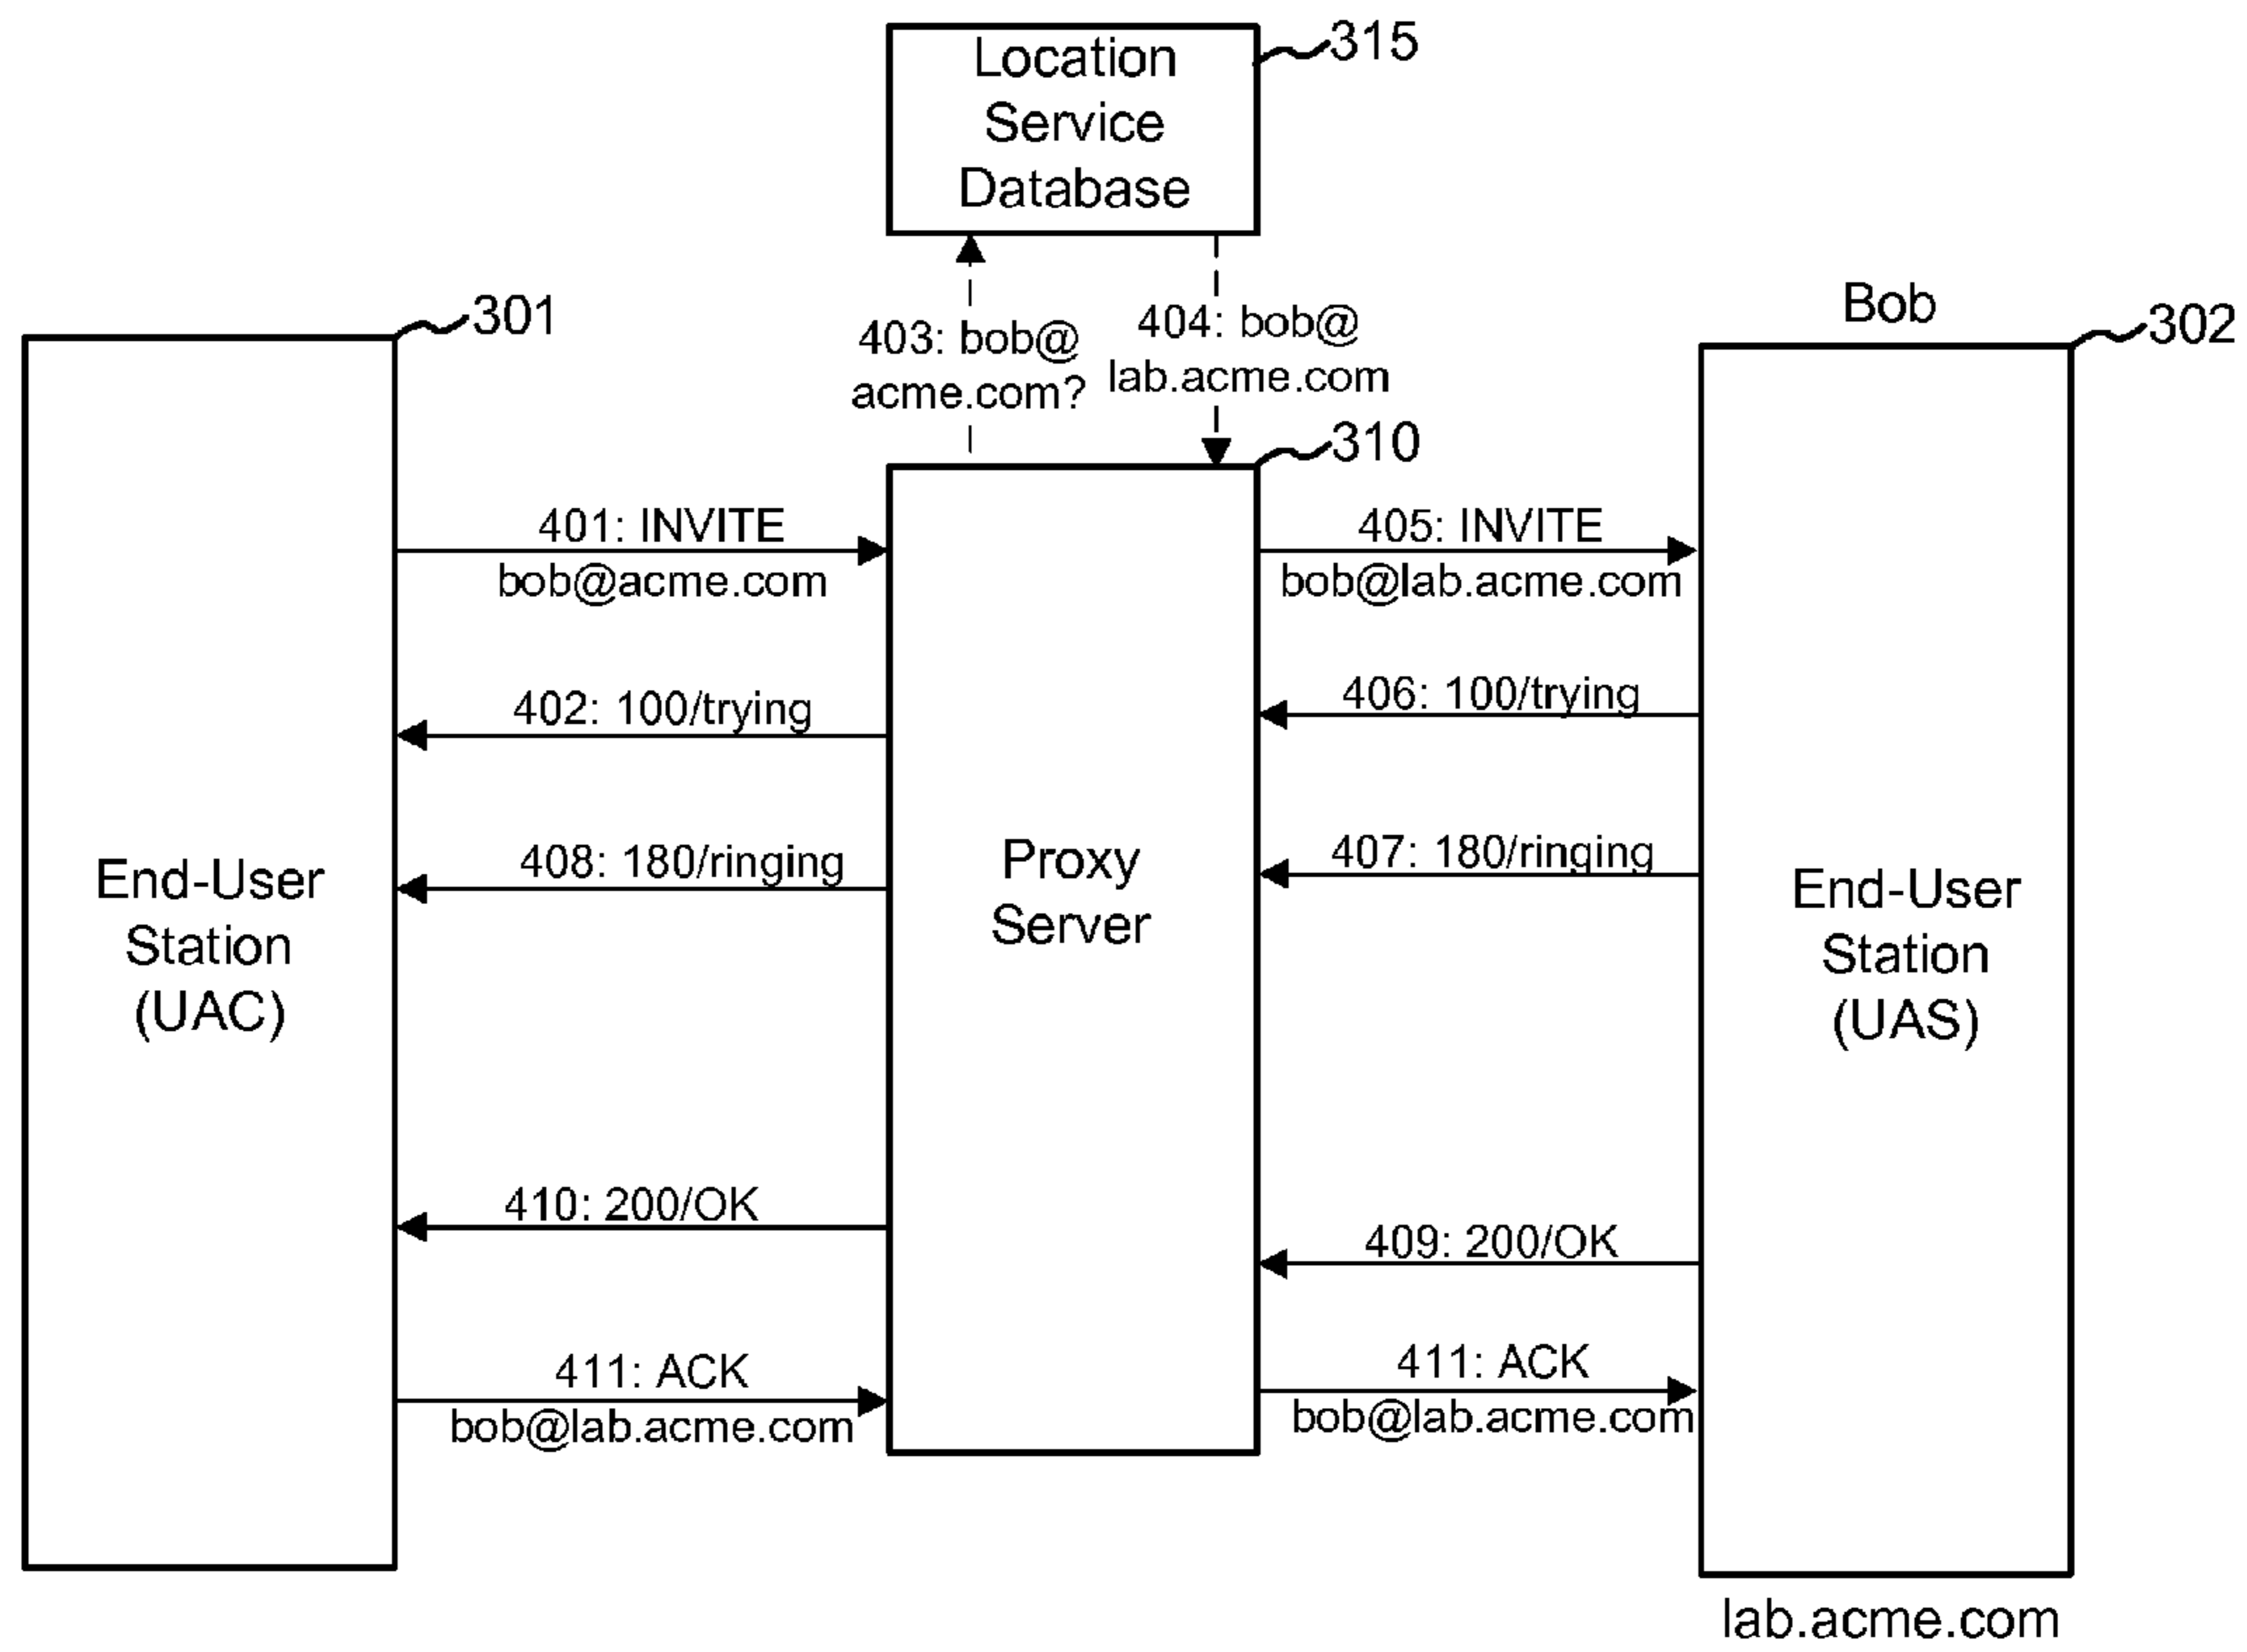 Location
Service
Database
315
403: bob@
acme.com?
404: bob@
lab.acme.com
301
End-User
Station
(UAC)
310
Proxy
Server
Bob
302
End-User
Station
(UAS)
lab.acme.com
401: INVITE
bob@acme.com
405: INVITE
bob@lab.acme.com
402: 100/trying
406: 100/trying
408: 180/ringing
407: 180/ringing
410: 200/OK
409: 200/OK
411: ACK
bob@lab.acme.com
411: ACK
bob@lab.acme.com